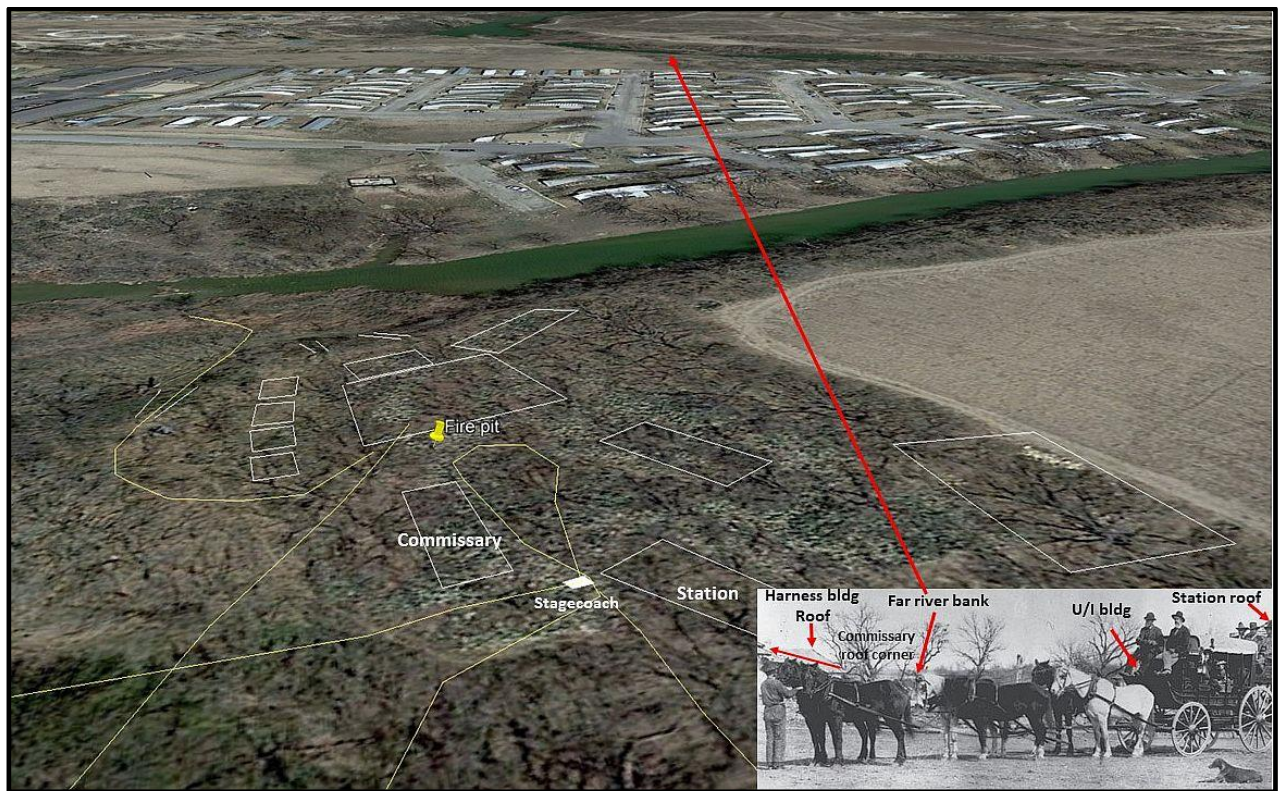 Fire pit
Commissary
Stagecoach
Station
Harness bldg
Roof
Commissary
roof corner
Far river bank
U/I bldg
Station roof